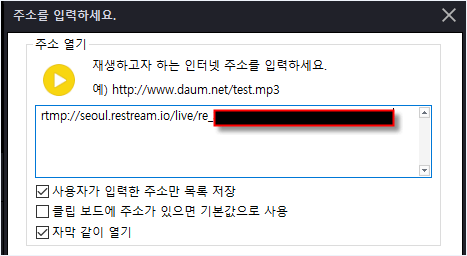 주소를 입력하세요.
주소 열기
재생하고자 하는 인터넷 주소를 입력하세요.
예) http://www.daum.net/test.mp3
rtmp://seoul.restream.io/live/re_
사용자가 입력한 주소만 목록 저장
클립 보드에 주소가 있으면 기본값으로 사용
자막 같이 열기